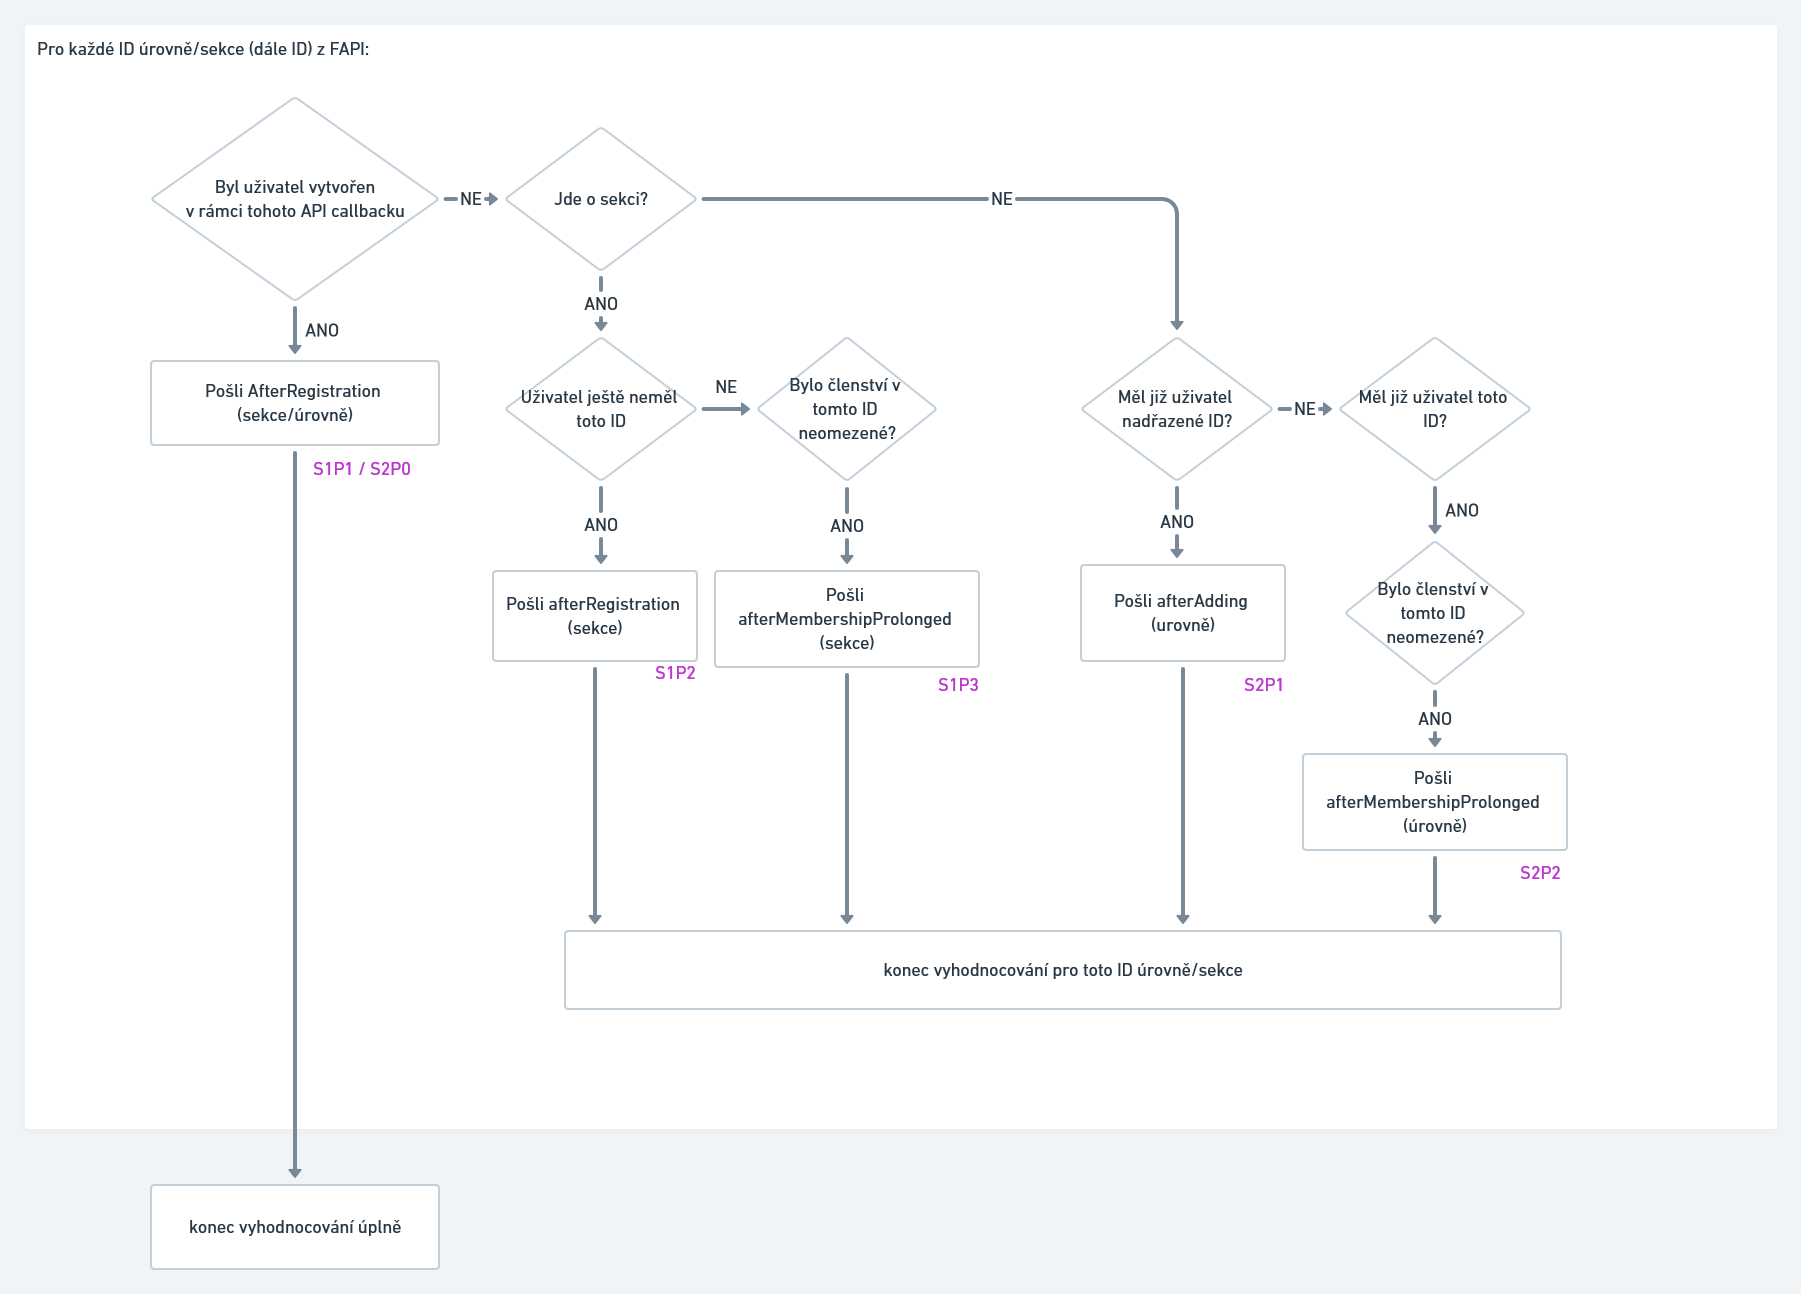 Pro každé ID úrovně/sekce (dále ID) z FAPI:
Byl uživatel vytvořen
v rámci tohoto API callbacku
NE
Jde o sekci?
NE
ANO
ANO
Pošli AfterRegistration
(sekce/úrovně)
S1P1 / S2P0
Uživatel ještě neměl
toto ID
NE
Bylo členství v
tomto ID
neomezené?
Měl již uživatel
nadřazené ID?
NE
Měl již uživatel toto
ID?
ANO
ANO
ANO
ANO
Pošli afterRegistration
(sekce)
S1P2
Pošli
afterMembershipProlonged
(sekce)
S1P3
Pošli afterAdding
(urovně)
S2P1
Bylo členství v
tomto ID
neomezené?
ANO
Pošli
afterMembershipProlonged
(úrovně)
S2P2
konec vyhodnocování pro toto ID úrovně/sekce
konec vyhodnocování úplně